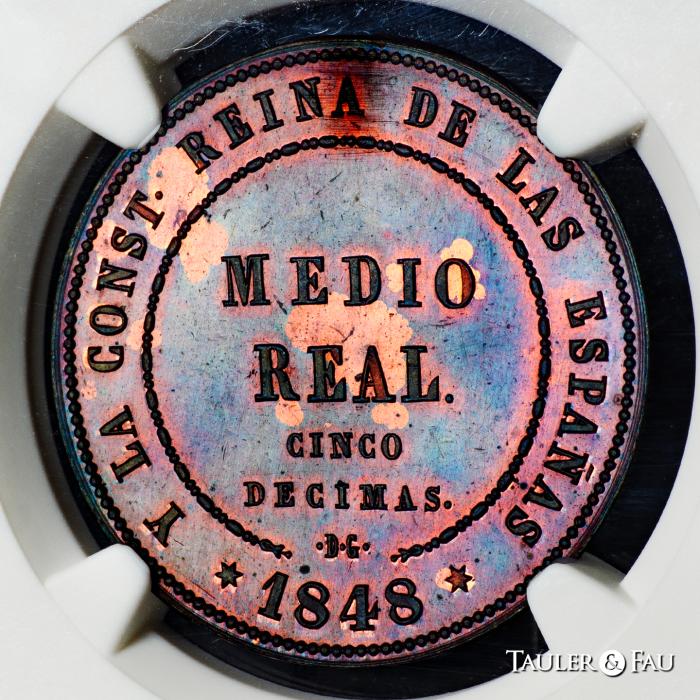 Y LA CONST. REINA DE LAS ESPAÑAS
MEDIO
REAL.
CINCO
DECIMAS.
·D·G·
1848
TAULER & FAU